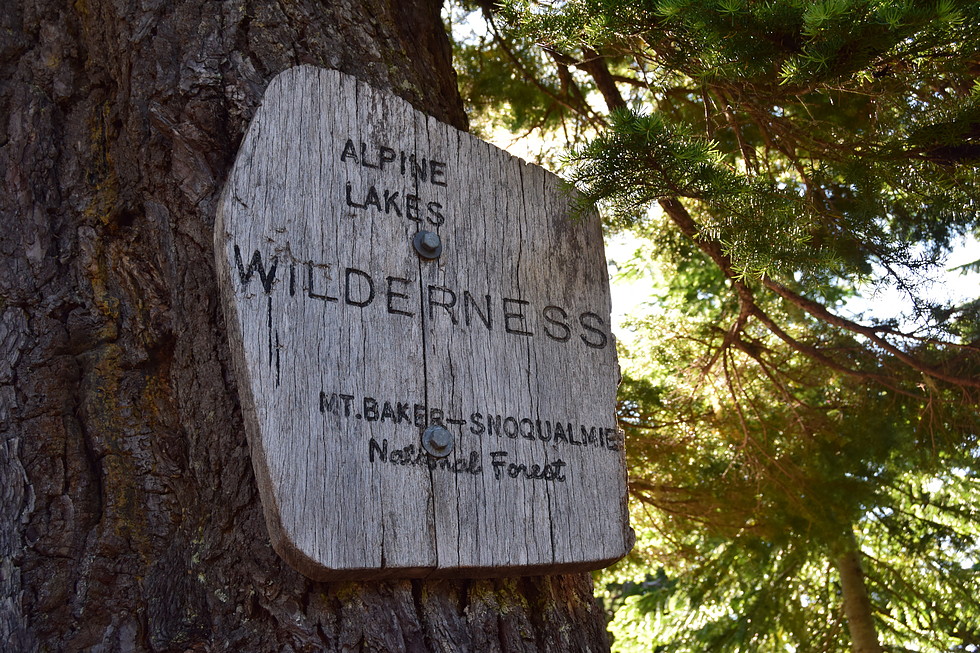 ALPINE
LAKES
WILDERNESS
MT. BAKER-SNOQUALMIE
National Forest